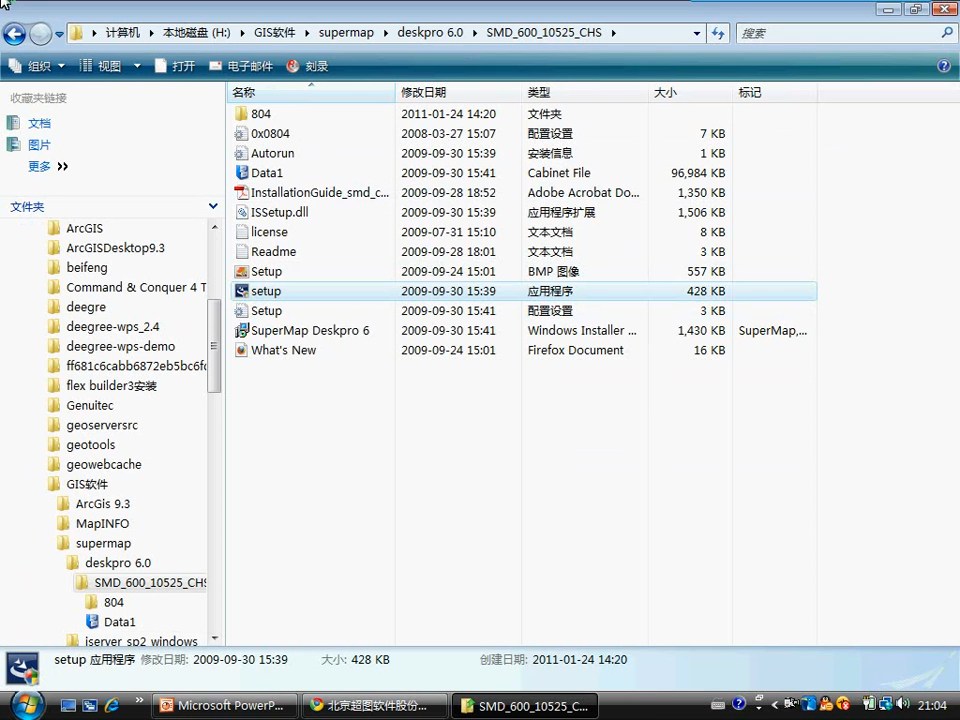 计算机 ▸ 本地磁盘 (H:) ▸ GIS软件 ▸ supermap ▸ deskpro 6.0 ▸ SMD_600_10525_CHS ▸ 搜索
组织 视图 打开 电子邮件 刻录
收藏夹链接
文档
图片
更多 >>
文件夹
ArcGIS
ArcGISDesktop9.3
beifeng
Command & Conquer 4 T
deegre
deegree-wps_2.4
deegree-wps-demo
ff681c6cabb6872eb5bc6fc
flex builder3安装
Genuitec
geoserversrc
geotools
geowebcache
GIS软件
ArcGis 9.3
MapINFO
supermap
deskpro 6.0
SMD_600_10525_CHS
804
Data1
iserver_sp2_windows
名称 修改日期 类型 大小 标记
804 2011-01-24 14:20 文件夹
0x0804 2008-03-27 15:07 配置设置 7 KB
Autorun 2009-09-30 15:39 安装信息 1 KB
Data1 2009-09-30 15:41 Cabinet File 96,984 KB
InstallationGuide_smd_c... 2009-09-28 18:52 Adobe Acrobat Do... 1,350 KB
ISSetup.dll 2009-09-30 15:39 应用程序扩展 1,506 KB
license 2009-07-31 15:10 文本文档 8 KB
Readme 2009-09-28 18:01 文本文档 3 KB
Setup 2009-09-24 15:01 BMP 图像 557 KB
setup 2009-09-30 15:39 应用程序 428 KB
Setup 2009-09-30 15:41 配置设置 3 KB
SuperMap Deskpro 6 2009-09-30 15:41 Windows Installer ... 1,430 KB SuperMap,...
What's New 2009-09-24 15:01 Firefox Document 16 KB
setup 应用程序 修改日期: 2009-09-30 15:39 大小: 428 KB 创建日期: 2011-01-24 14:20
Microsoft PowerP... 北京超图软件股份... SMD_600_10525_C... 21:04